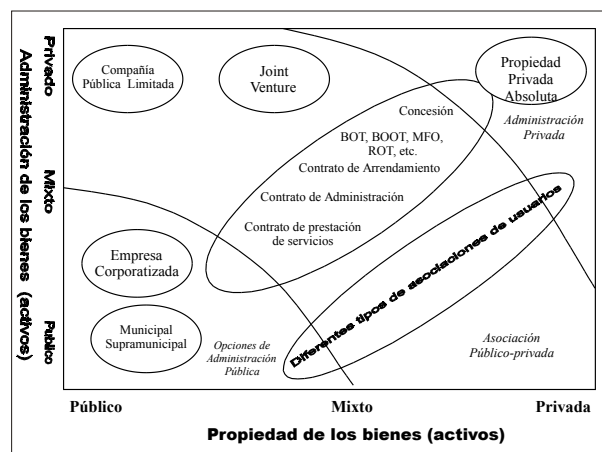 Administración de los bienes (activos)
Privado
Mixto
Publico
Compañía
Pública Limitada
Joint
Venture
Propiedad
Privada
Absoluta
Administración
Privada
Concesión
BOT, BOOT, MFO,
ROT, etc.
Contrato de Arrendamiento
Contrato de Administración
Contrato de prestación
de servicios
Empresa
Corporatizada
Municipal
Supramunicipal
Opciones de
Administración
Pública
Diferentes tipos de asociaciones de usuarios
Asociación
Público-privada
Público
Mixto
Privada
Propiedad de los bienes (activos)